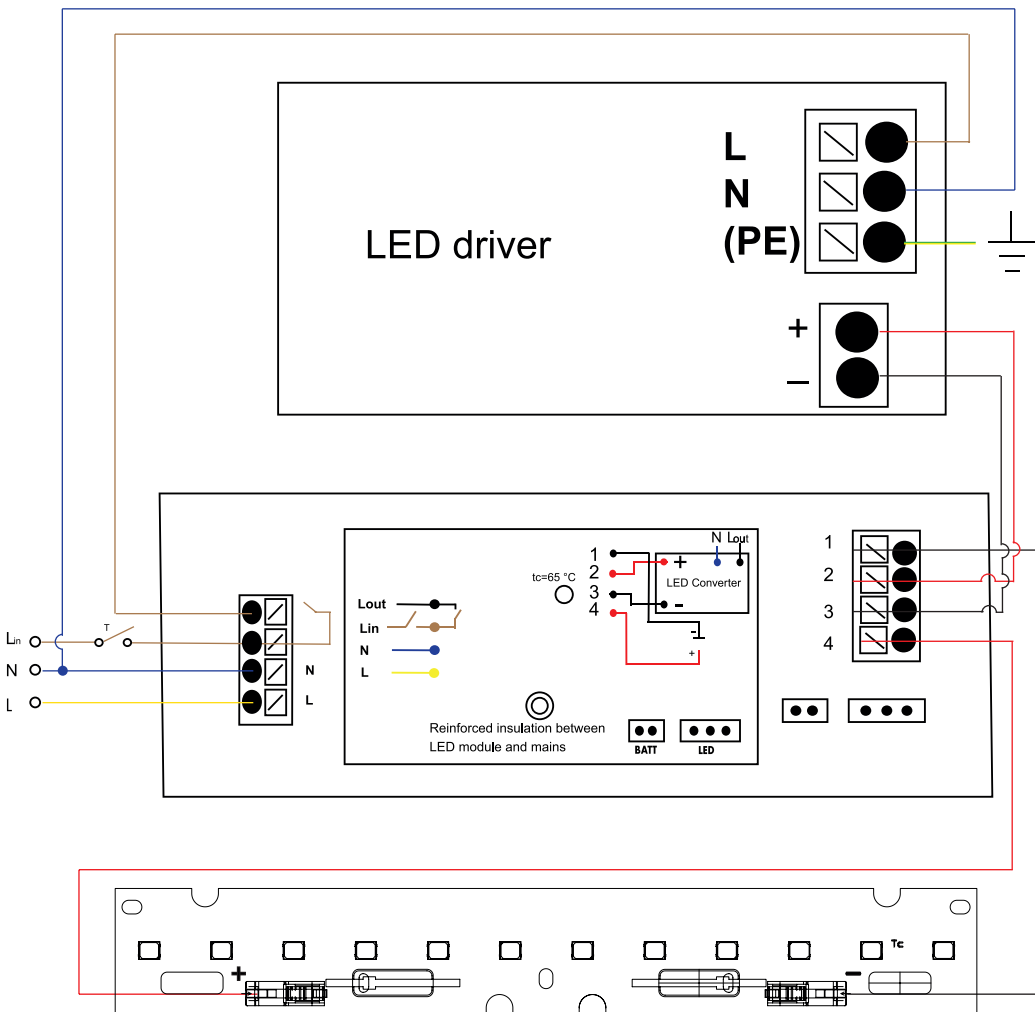 L
N
(PE)
LED driver
+
−
1
2
3
4
N Lout
1
2
3
4
+
LED Converter
-
tc=65 °C
Lout
Lin
N
L
-
+
Lin
T
N
L
N
L
Reinforced insulation between
LED module and mains
BATT
LED
Tc
+
−